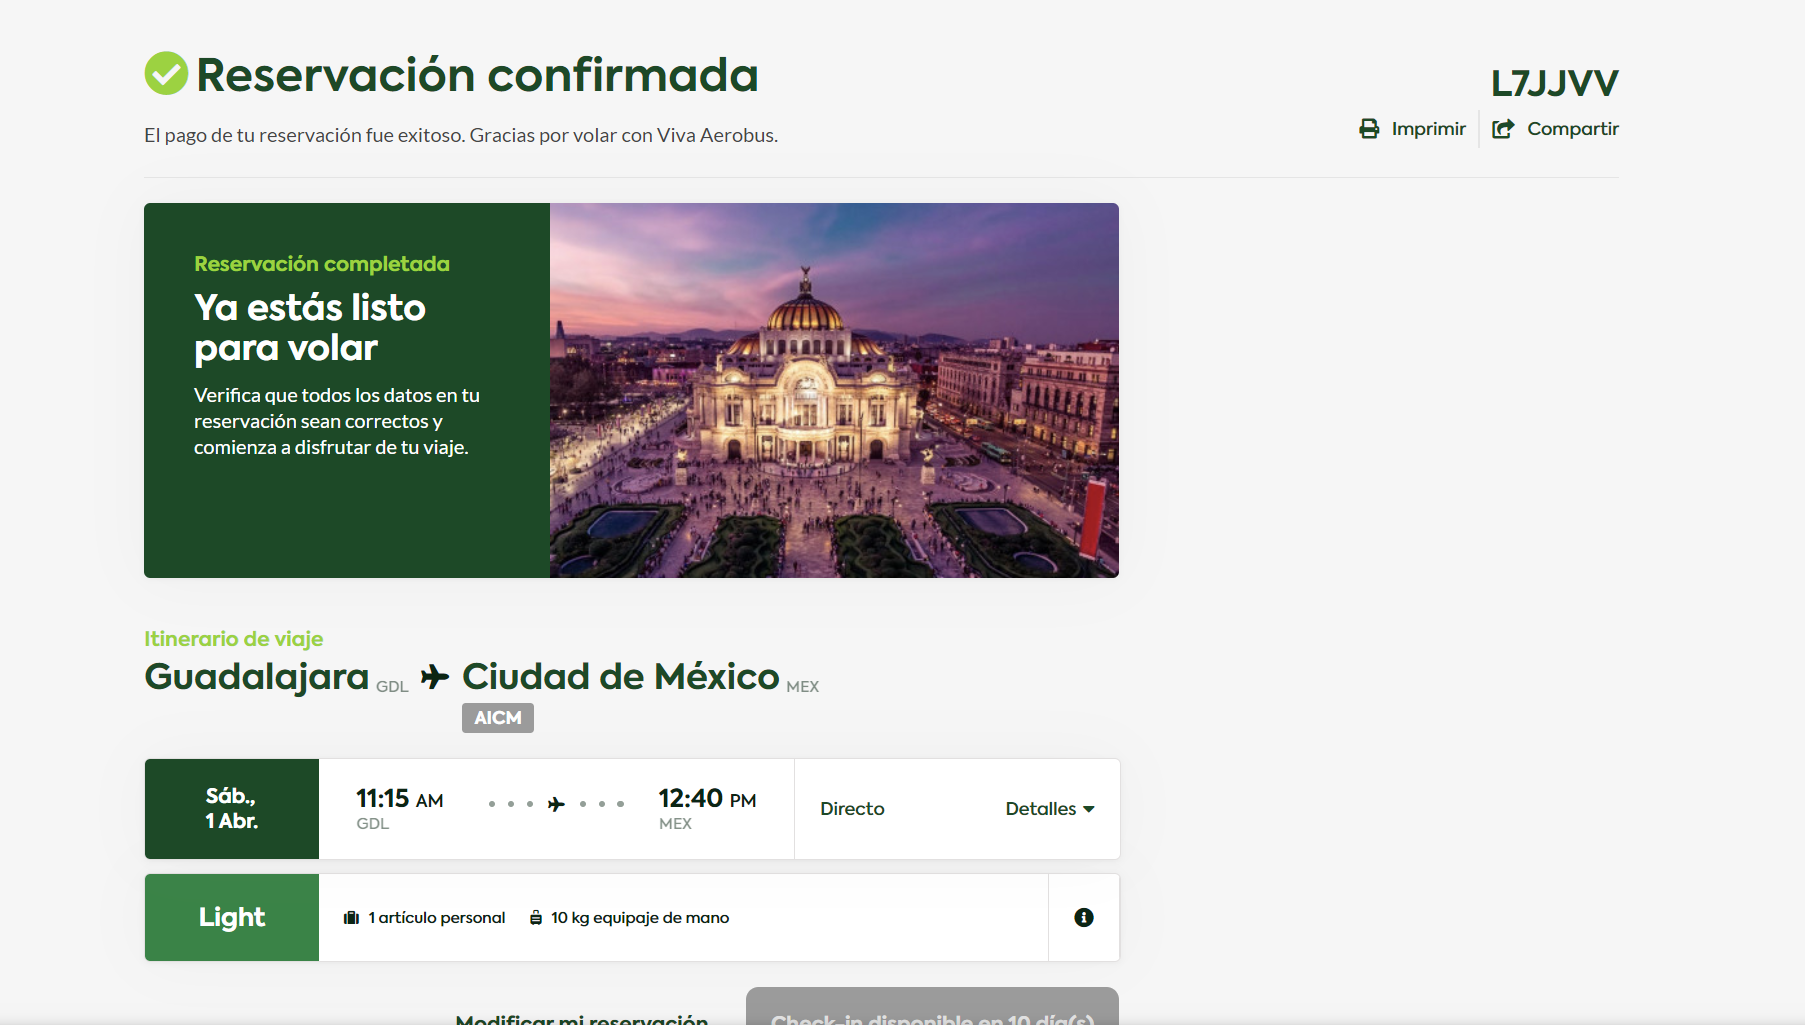 Reservación confirmada
El pago de tu reservación fue exitoso. Gracias por volar con Viva Aerobus.
L7JJVV
Imprimir
Compartir
Reservación completada
Ya estás listo
para volar
Verifica que todos los datos en tu
reservación sean correctos y
comienza a disfrutar de tu viaje.
Itinerario de viaje
Guadalajara GDL Ciudad de México MEX
AICM
Sáb.,
1 Abr.
11:15 AM
GDL
12:40 PM
MEX
Directo
Detalles
Light
1 artículo personal
10 kg equipaje de mano
Modificar mi reservación
Check-in disponible en 10 día(s)